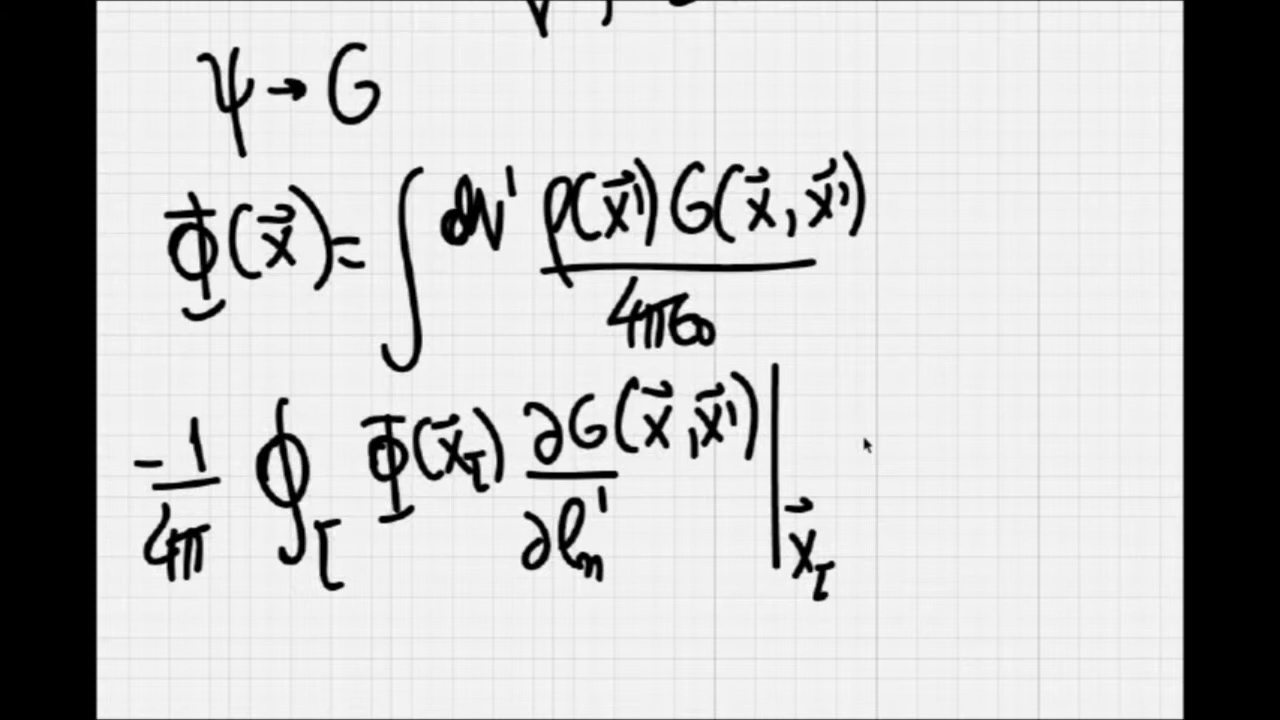 ψ → G
Φ(x⃗) = ∫ dV' ρ(x⃗') G(x⃗, x⃗') / 4πε₀
-1/4π ∮_Σ Φ(x⃗_Σ) ∂G(x⃗, x⃗')/∂l'_n |_x⃗_Σ